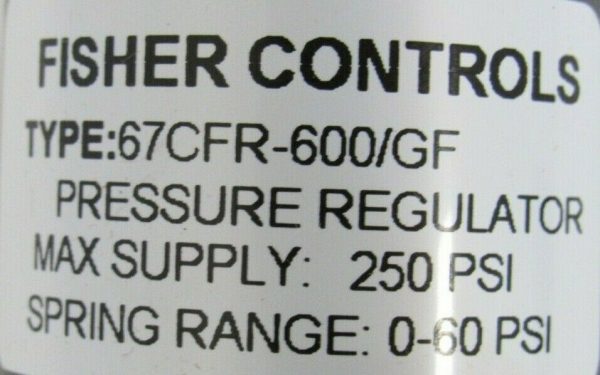 FISHER CONTROLS
TYPE:67CFR-600/GF
PRESSURE REGULATOR
MAX SUPPLY: 250 PSI
SPRING RANGE: 0-60 PSI